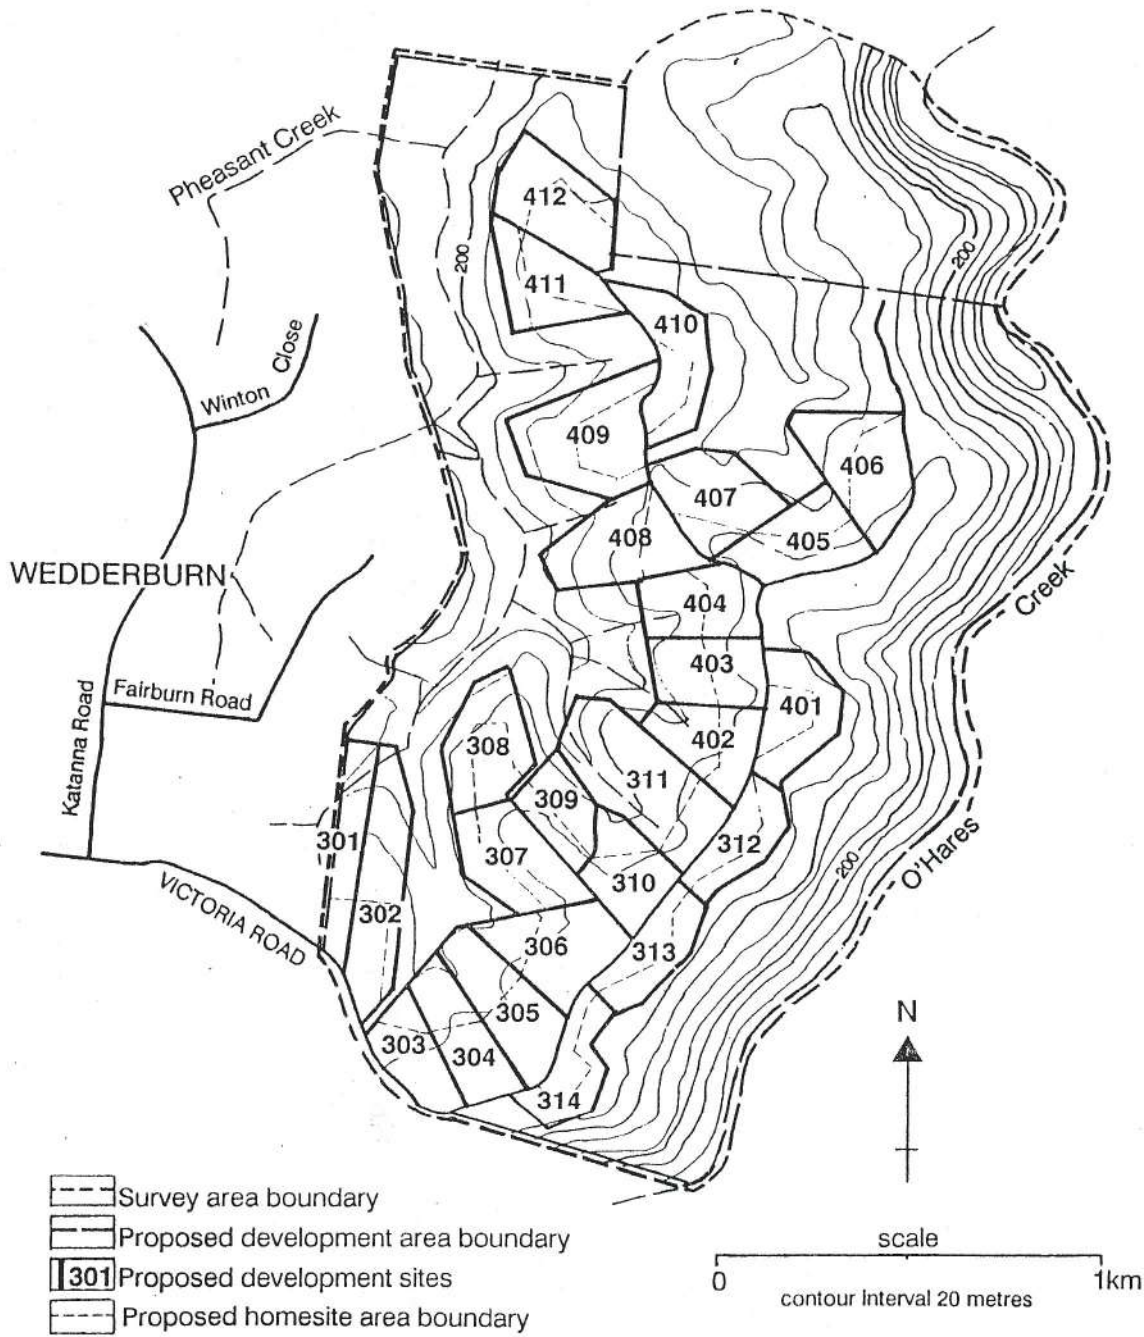 Pheasant Creek
412
200
411
200
410
Winton Close
409
406
407
408
405
WEDDERBURN
404
Creek
403
Fairburn Road
401
Katanna Road
402
308
311
309
301
312
O'Hares
200
307
310
VICTORIA ROAD
302
306
313
305
303
304
314
N
Survey area boundary
Proposed development area boundary
301 Proposed development sites
Proposed homesite area boundary
scale
0 1km
contour interval 20 metres